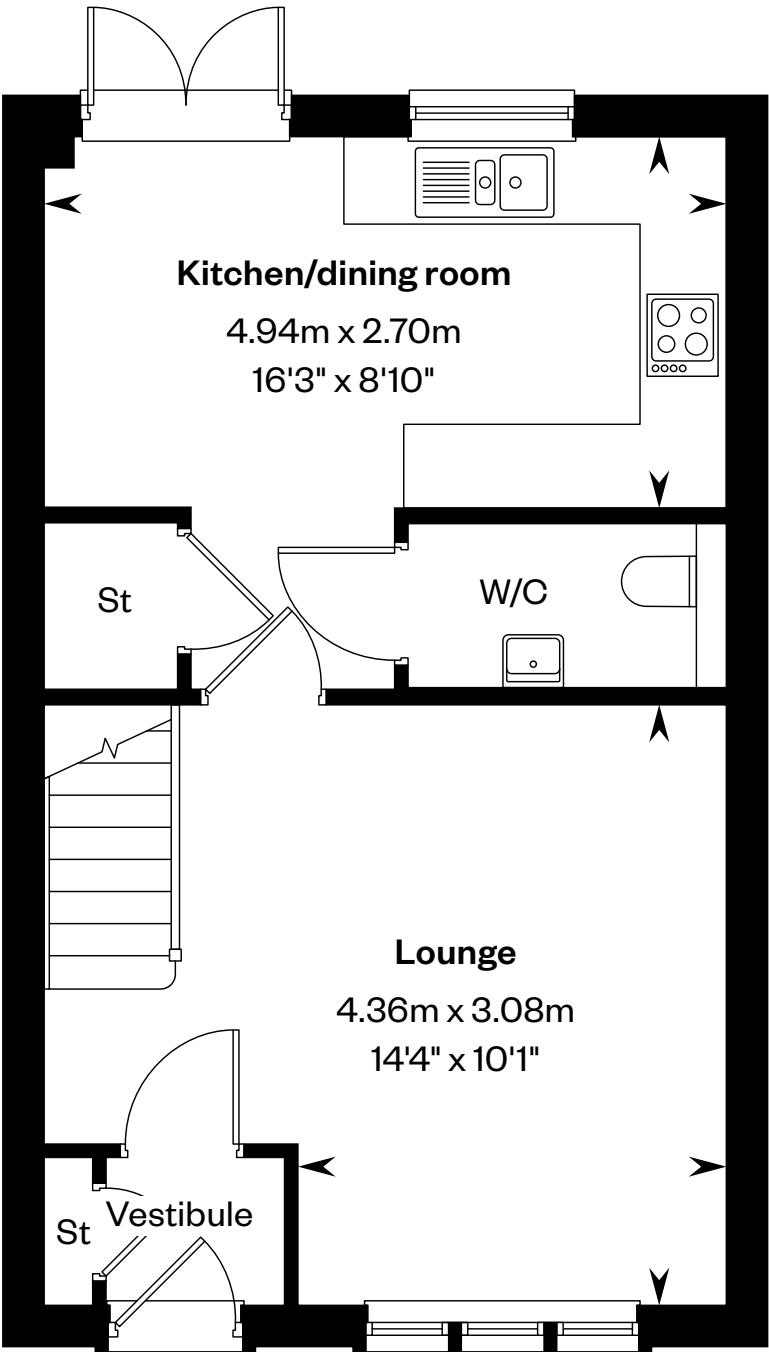 Kitchen/dining room
4.94m x 2.70m
16'3" x 8'10"
St
W/C
Lounge
4.36m x 3.08m
14'4" x 10'1"
St
Vestibule